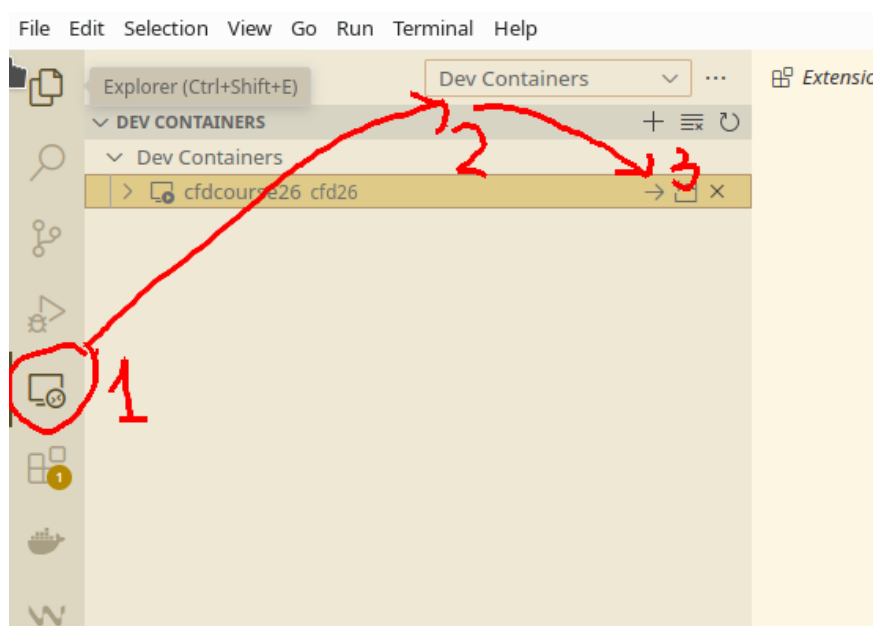 File Edit Selection View Go Run Terminal Help
Explorer (Ctrl+Shift+E)
Dev Containers
Extensio
DEV CONTAINERS
2
3
Dev Containers
cfdcourse26 cfd26
1
1